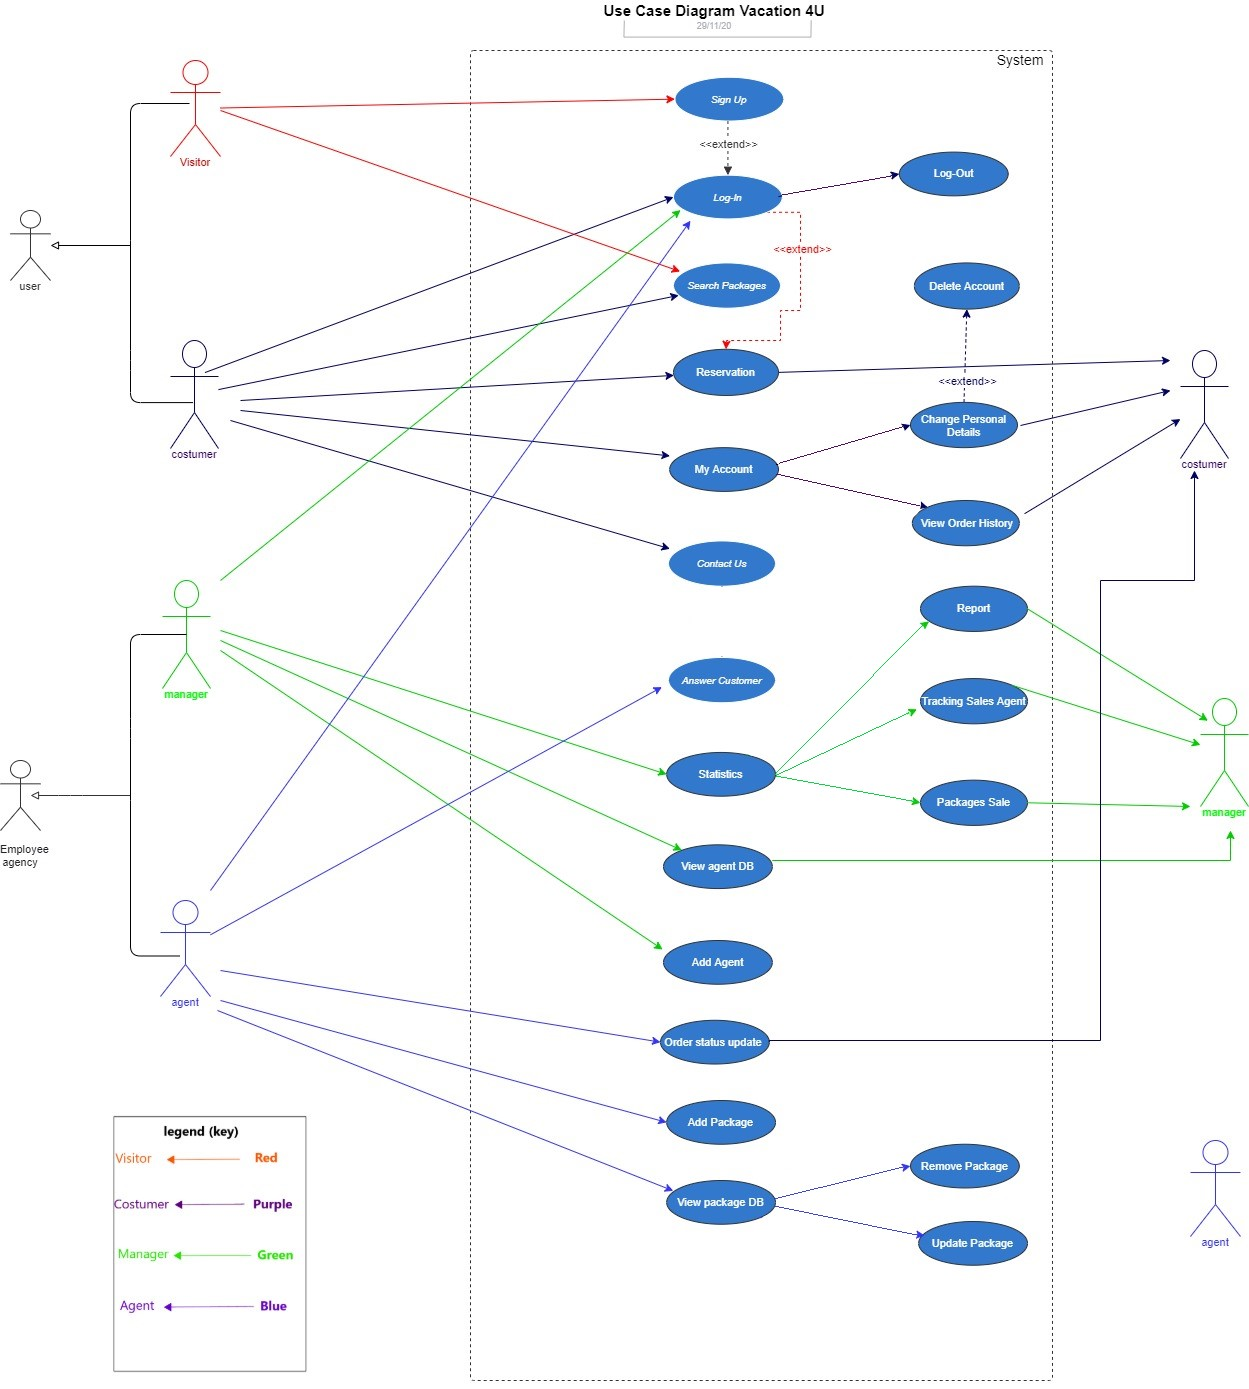 Use Case Diagram Vacation 4U
29/11/20
System
Sign Up
<<extend>>
Visitor
Log-In
Log-Out
<<extend>>
user
Search Packages
Delete Account
Reservation
<<extend>>
Change Personal
Details
costumer
costumer
My Account
View Order History
Contact Us
Report
manager
Answer Customer
Tracking Sales Agent
Statistics
Packages Sale
manager
Employee
agency
View agent DB
Add Agent
agent
Order status update
Add Package
legend (key)
Visitor Red
Costumer Purple
Manager Green
Agent Blue
Remove Package
View package DB
Update Package
agent